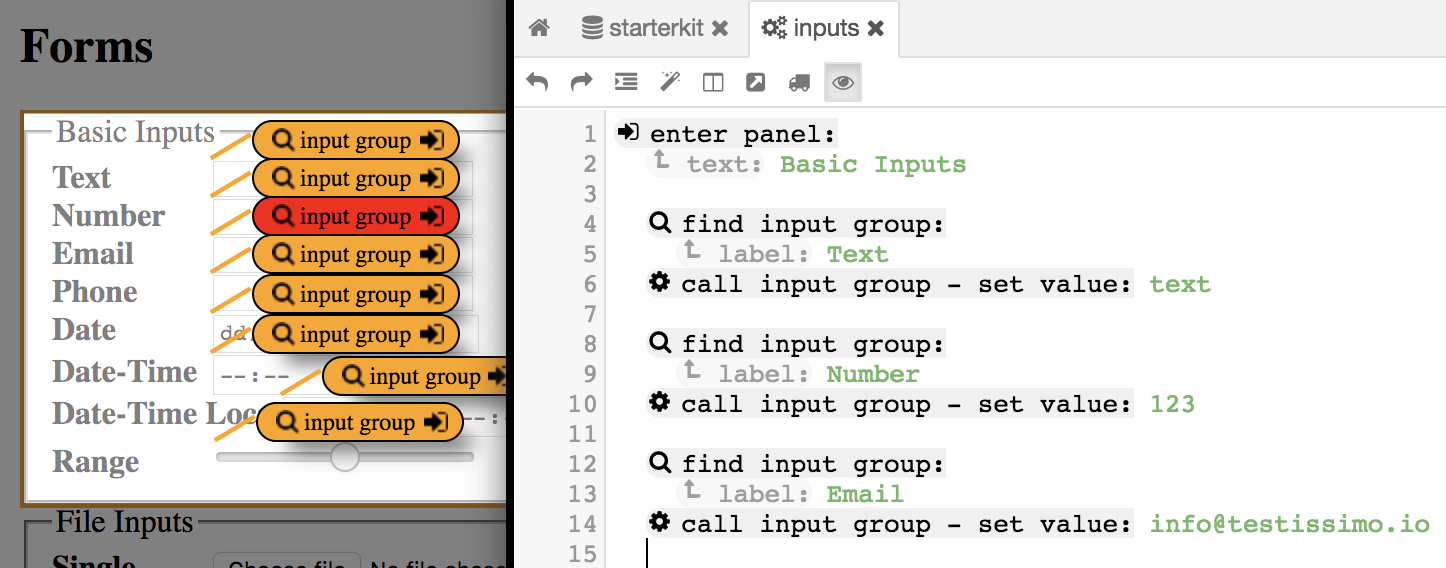 Forms
Basic Inputs
input group
Text
input group
Number
input group
Email
input group
Phone
input group
Date
dd
input group
Date-Time
--:--
input group
Date-Time Loc
input group
--:-
Range
File Inputs
Single
Choose file No file chose
starterkit
inputs
1 enter panel:
2 text: Basic Inputs
3
4 find input group:
5 label: Text
6 call input group - set value: text
7
8 find input group:
9 label: Number
10 call input group - set value: 123
11
12 find input group:
13 label: Email
14 call input group - set value: info@testissimo.io
15